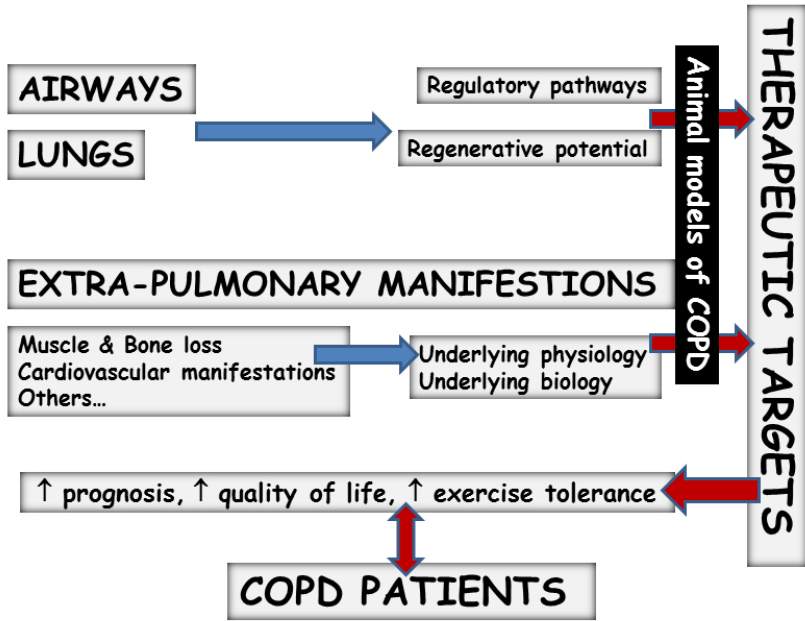 AIRWAYS
LUNGS
Regulatory pathways
Regenerative potential
EXTRA-PULMONARY MANIFESTIONS
Muscle & Bone loss
Cardiovascular manifestations
Others...
Underlying physiology
Underlying biology
Animal models of COPD
THERAPEUTIC TARGETS
↑ prognosis, ↑ quality of life, ↑ exercise tolerance
COPD PATIENTS